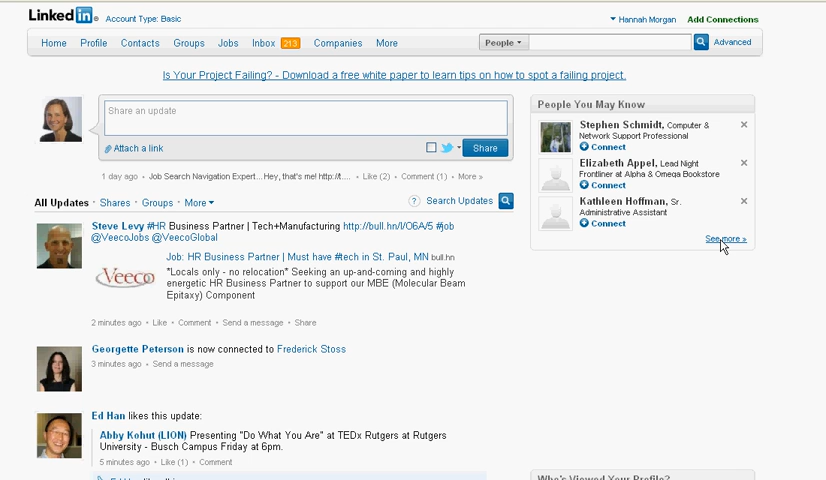 Linked in® Account Type: Basic
Hannah Morgan Add Connections
Home Profile Contacts Groups Jobs Inbox 213 Companies More
People Advanced
Is Your Project Failing? - Download a free white paper to learn tips on how to spot a failing project.
Share an update
Attach a link
Share
1 day ago • Job Search Navigation Expert... Hey, that's me! http://t.... • Like (2) • Comment (1) • More »
All Updates • Shares • Groups • More
? Search Updates
Steve Levy #HR Business Partner | Tech+Manufacturing http://bull.hn/l/O6A/5 #job
@VeecoJobs @VeecoGlobal
Veeco
Job: HR Business Partner | Must have #tech in St. Paul, MN bull.hn
*Locals only - no relocation* Seeking an up-and-coming and highly
energetic HR Business Partner to support our MBE (Molecular Beam
Epitaxy) Component
2 minutes ago • Like • Comment • Send a message • Share
Georgette Peterson is now connected to Frederick Stoss
3 minutes ago • Send a message
Ed Han likes this update:
Abby Kohut (LION) Presenting "Do What You Are" at TEDx Rutgers at Rutgers
University - Busch Campus Friday at 6pm.
5 minutes ago • Like (1) • Comment
People You May Know
Stephen Schmidt, Computer &
Network Support Professional
Connect
Elizabeth Appel, Lead Night
Frontliner at Alpha & Omega Bookstore
Connect
Kathleen Hoffman, Sr.
Administrative Assistant
Connect
See more »
Who's Viewed Your Profile?